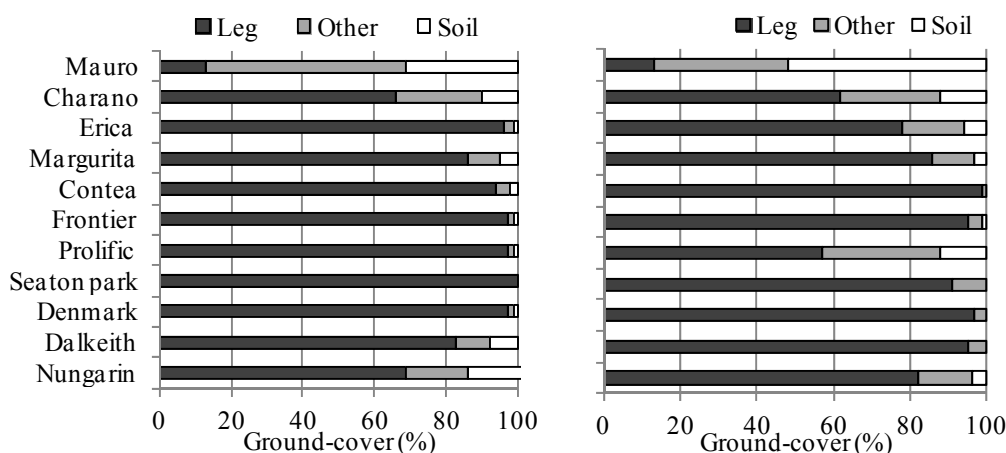 Leg Other Soil
Mauro
Charano
Erica
Margurita
Contea
Frontier
Prolific
Seaton park
Denmark
Dalkeith
Nungarin
0 20 40 60 80 100
Ground-cover (%)
Leg Other Soil
0 20 40 60 80 100
Ground-cover (%)